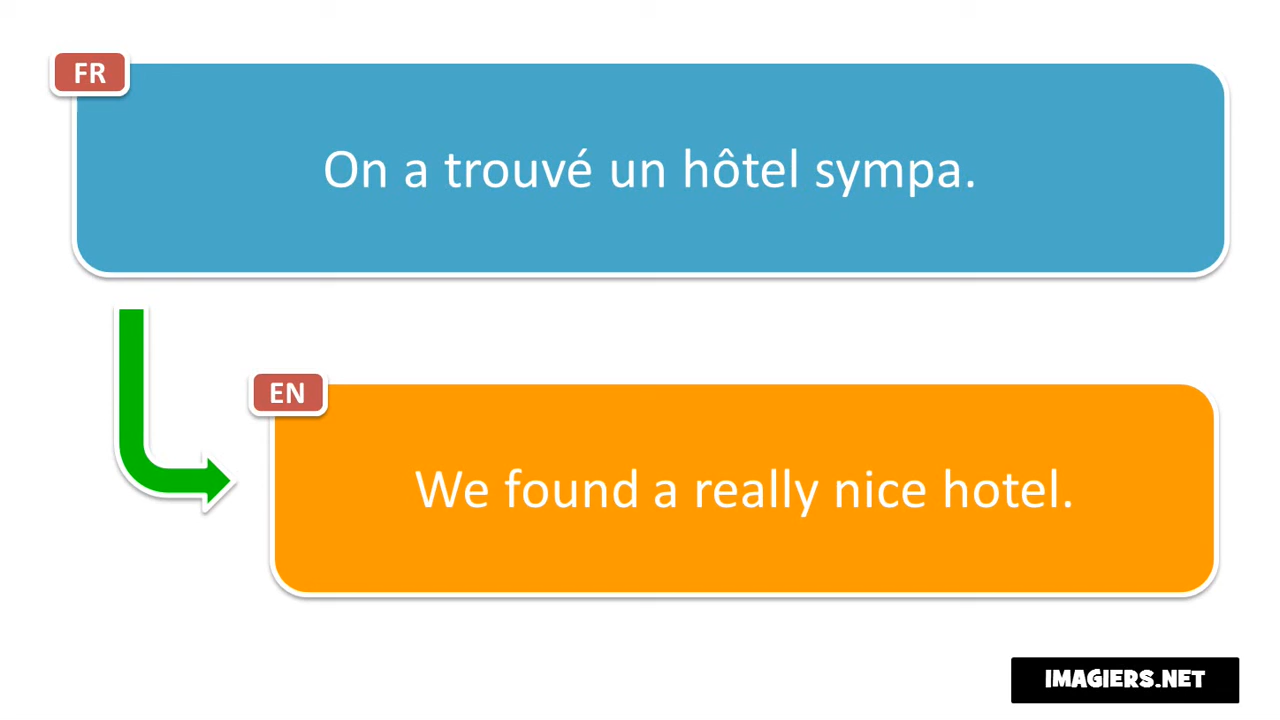 FR
On a trouvé un hôtel sympa.
EN
We found a really nice hotel.
IMAGIERS.NET